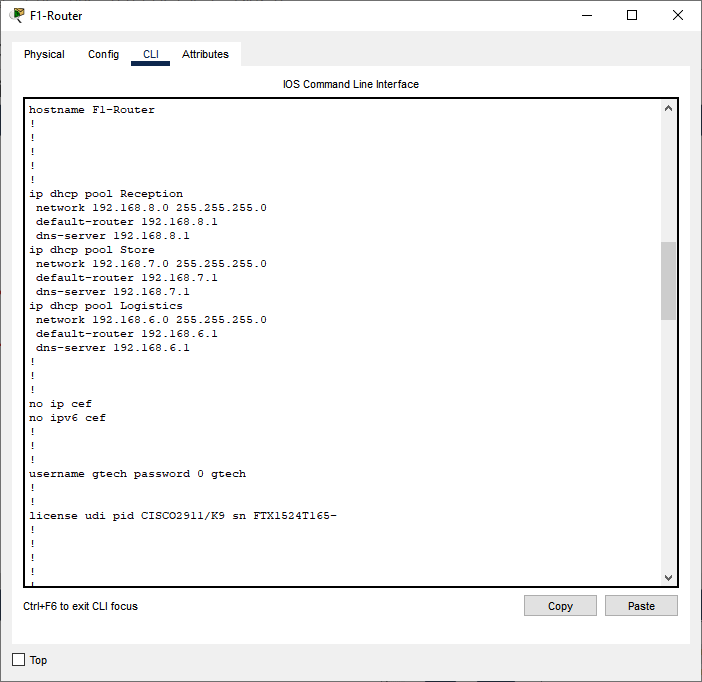 F1-Router
Physical Config CLI Attributes
IOS Command Line Interface
hostname F1-Router
!
!
!
!
!
ip dhcp pool Reception
network 192.168.8.0 255.255.255.0
default-router 192.168.8.1
dns-server 192.168.8.1
ip dhcp pool Store
network 192.168.7.0 255.255.255.0
default-router 192.168.7.1
dns-server 192.168.7.1
ip dhcp pool Logistics
network 192.168.6.0 255.255.255.0
default-router 192.168.6.1
dns-server 192.168.6.1
!
!
!
no ip cef
no ipv6 cef
!
!
!
username gtech password 0 gtech
!
!
license udi pid CISCO2911/K9 sn FTX1524T165-
!
!
!
!
!
Ctrl+F6 to exit CLI focus
Copy Paste
Top